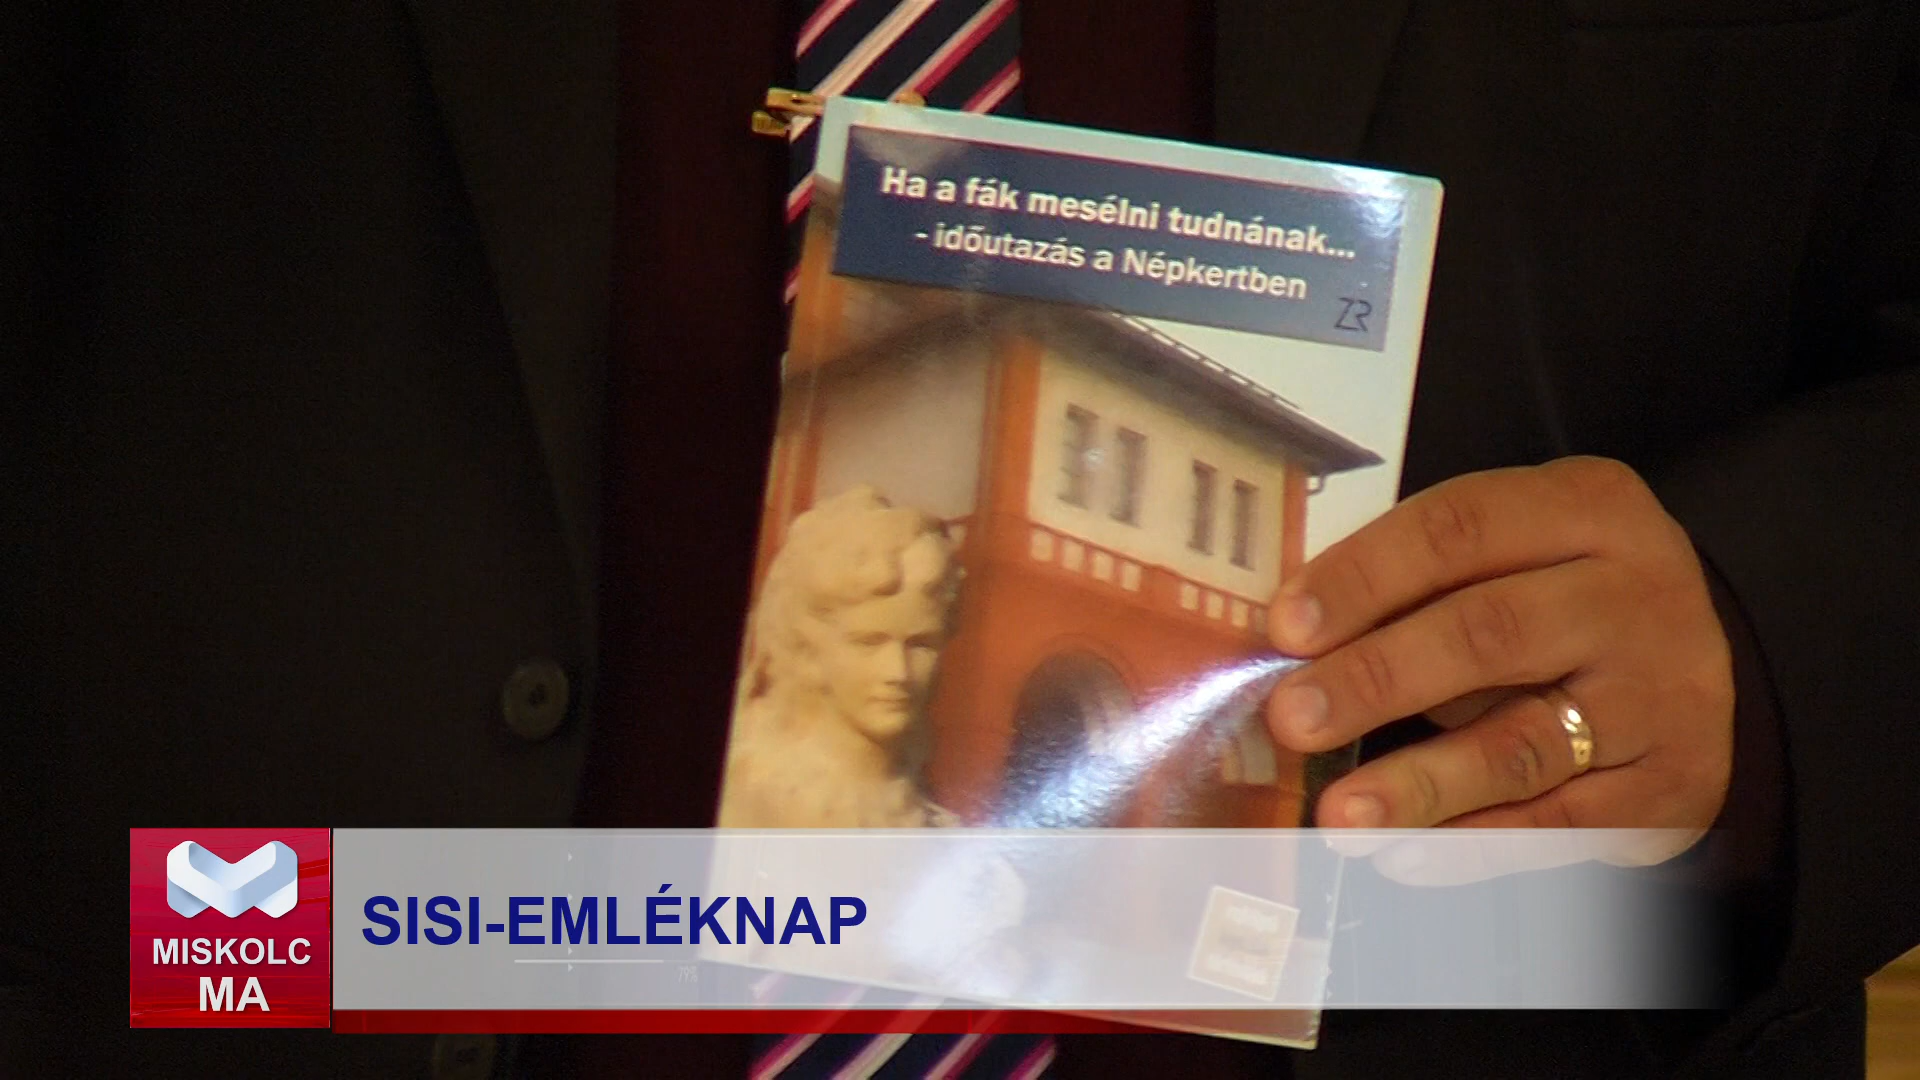 Ha a fák mesélni tudnának...
- időutazás a Népkertben
ZR
SISI-EMLÉKNAP
MISKOLC
MA